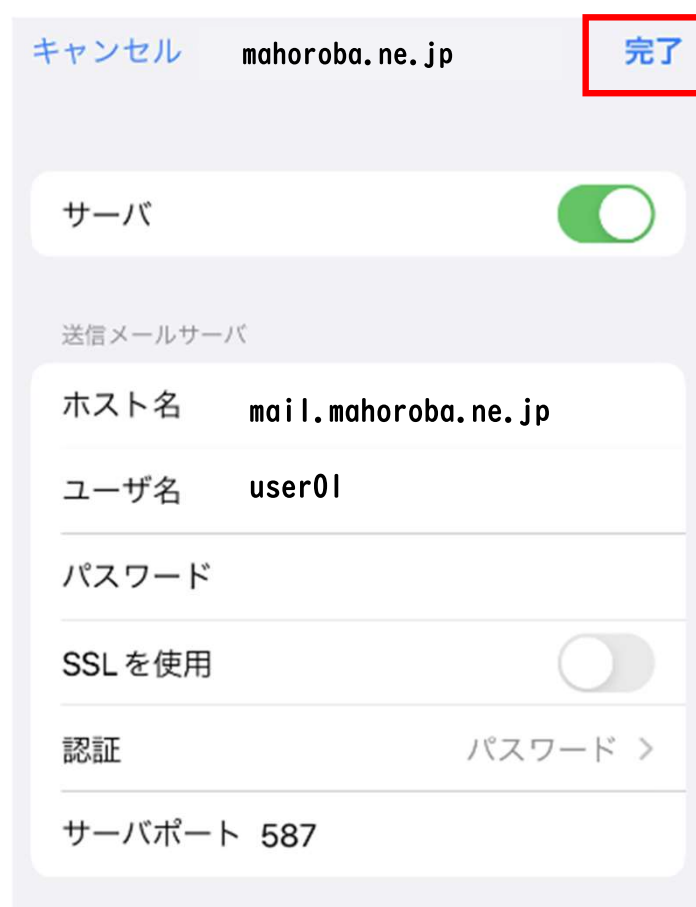 キャンセル mahoroba.ne.jp 完了
サーバ
送信メールサーバ
ホスト名 mail.mahoroba.ne.jp
ユーザ名 user01
パスワード
SSLを使用
認証 パスワード >
サーバポート 587